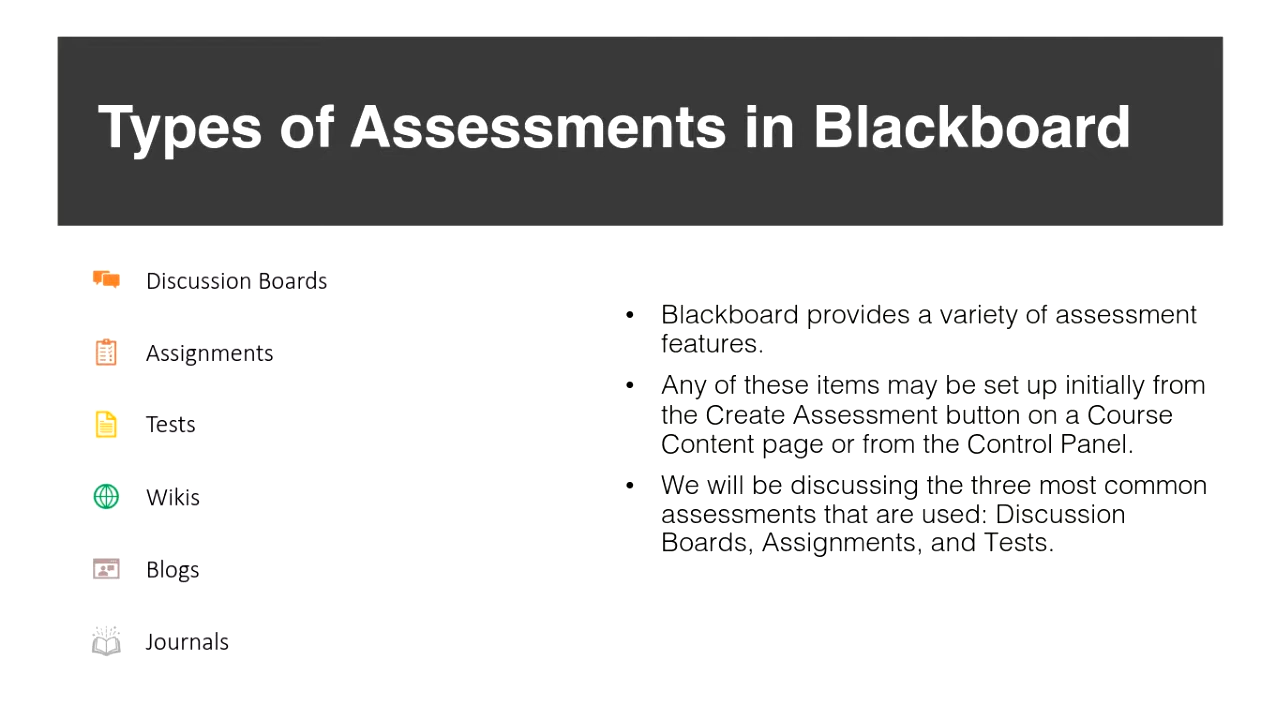 Types of Assessments in Blackboard
Discussion Boards
Assignments
Tests
Wikis
Blogs
Journals
• Blackboard provides a variety of assessment
features.
• Any of these items may be set up initially from
the Create Assessment button on a Course
Content page or from the Control Panel.
• We will be discussing the three most common
assessments that are used: Discussion
Boards, Assignments, and Tests.